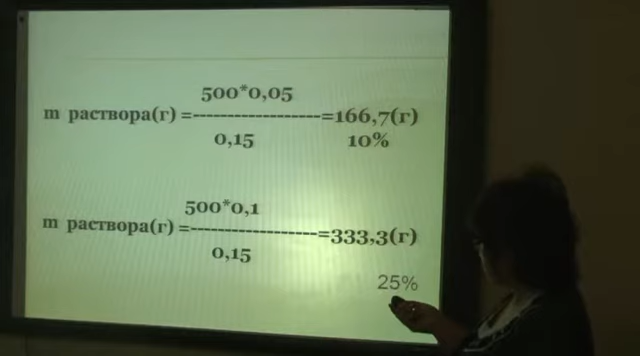 500*0,05
m раствора(г) =--------------------=166,7(г)
0,15 10%
500*0,1
m раствора(г) =--------------------=333,3(г)
0,15
25%